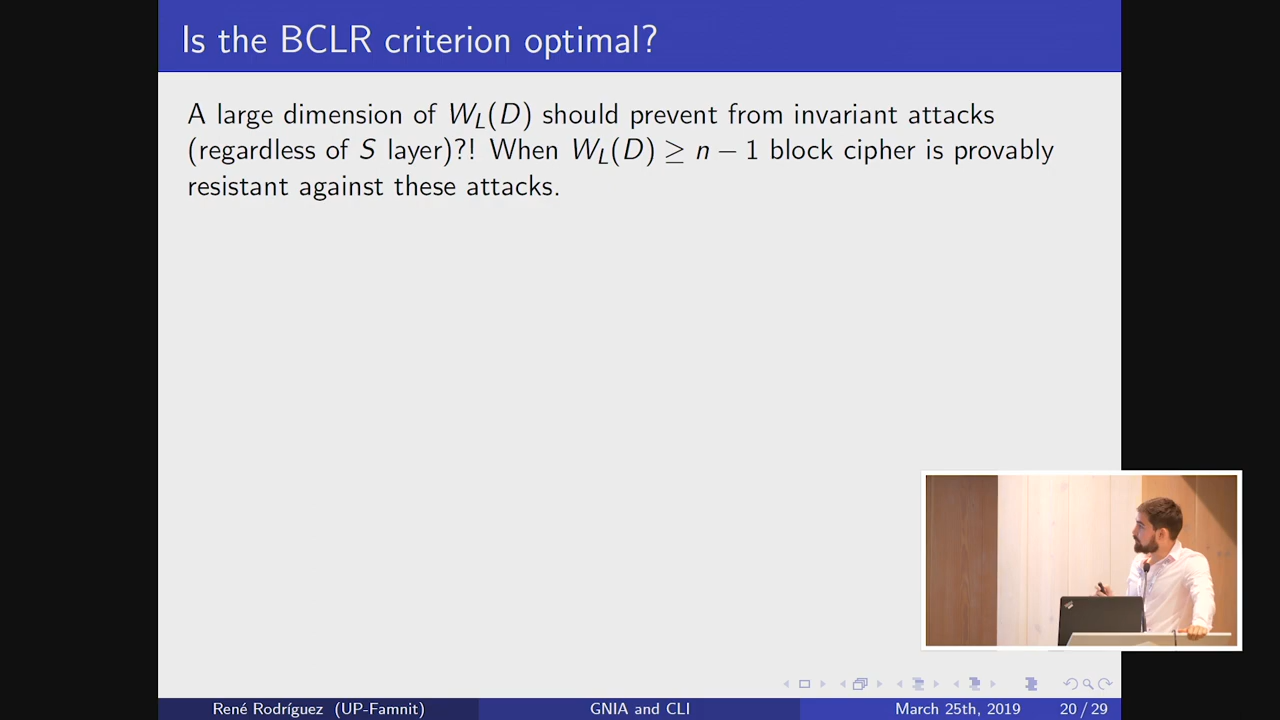 Is the BCLR criterion optimal?
A large dimension of W_L(D) should prevent from invariant attacks
(regardless of S layer)?! When W_L(D) ≥ n − 1 block cipher is provably
resistant against these attacks.
René Rodríguez (UP-Famnit) GNIA and CLI March 25th, 2019 20 / 29